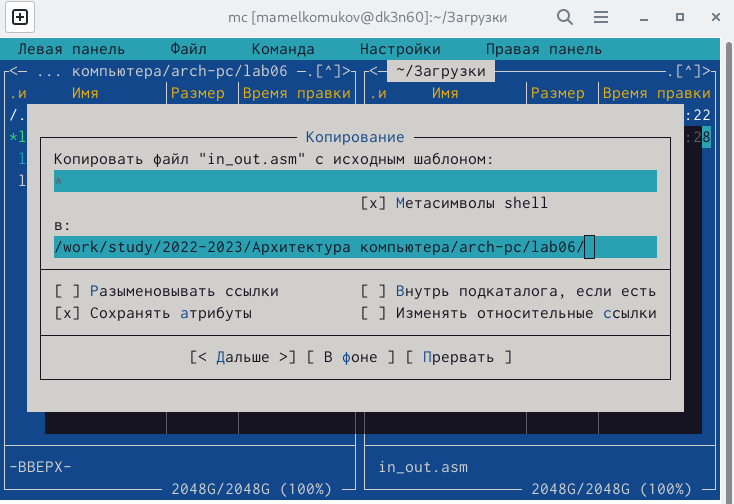 mc [mamelkomukov@dk3n60]:~/Загрузки
Левая панель Файл Команда Настройки Правая панель
<— ... компьютера/arch-pc/lab06 —.[^]> <— ~/Загрузки .[^]>
.и Имя Размер Время правки .и Имя Размер Время правки
/. :22
*l :28
l
l
Копирование
Копировать файл "in_out.asm" с исходным шаблоном:
*
[x] Метасимволы shell
в:
/work/study/2022-2023/Архитектура компьютера/arch-pc/lab06/
[ ] Разыменовывать ссылки [ ] Внутрь подкаталога, если есть
[x] Сохранять атрибуты [ ] Изменять относительные ссылки
[< Дальше >] [ В фоне ] [ Прервать ]
-ВВЕРХ- in_out.asm
2048G/2048G (100%) 2048G/2048G (100%)